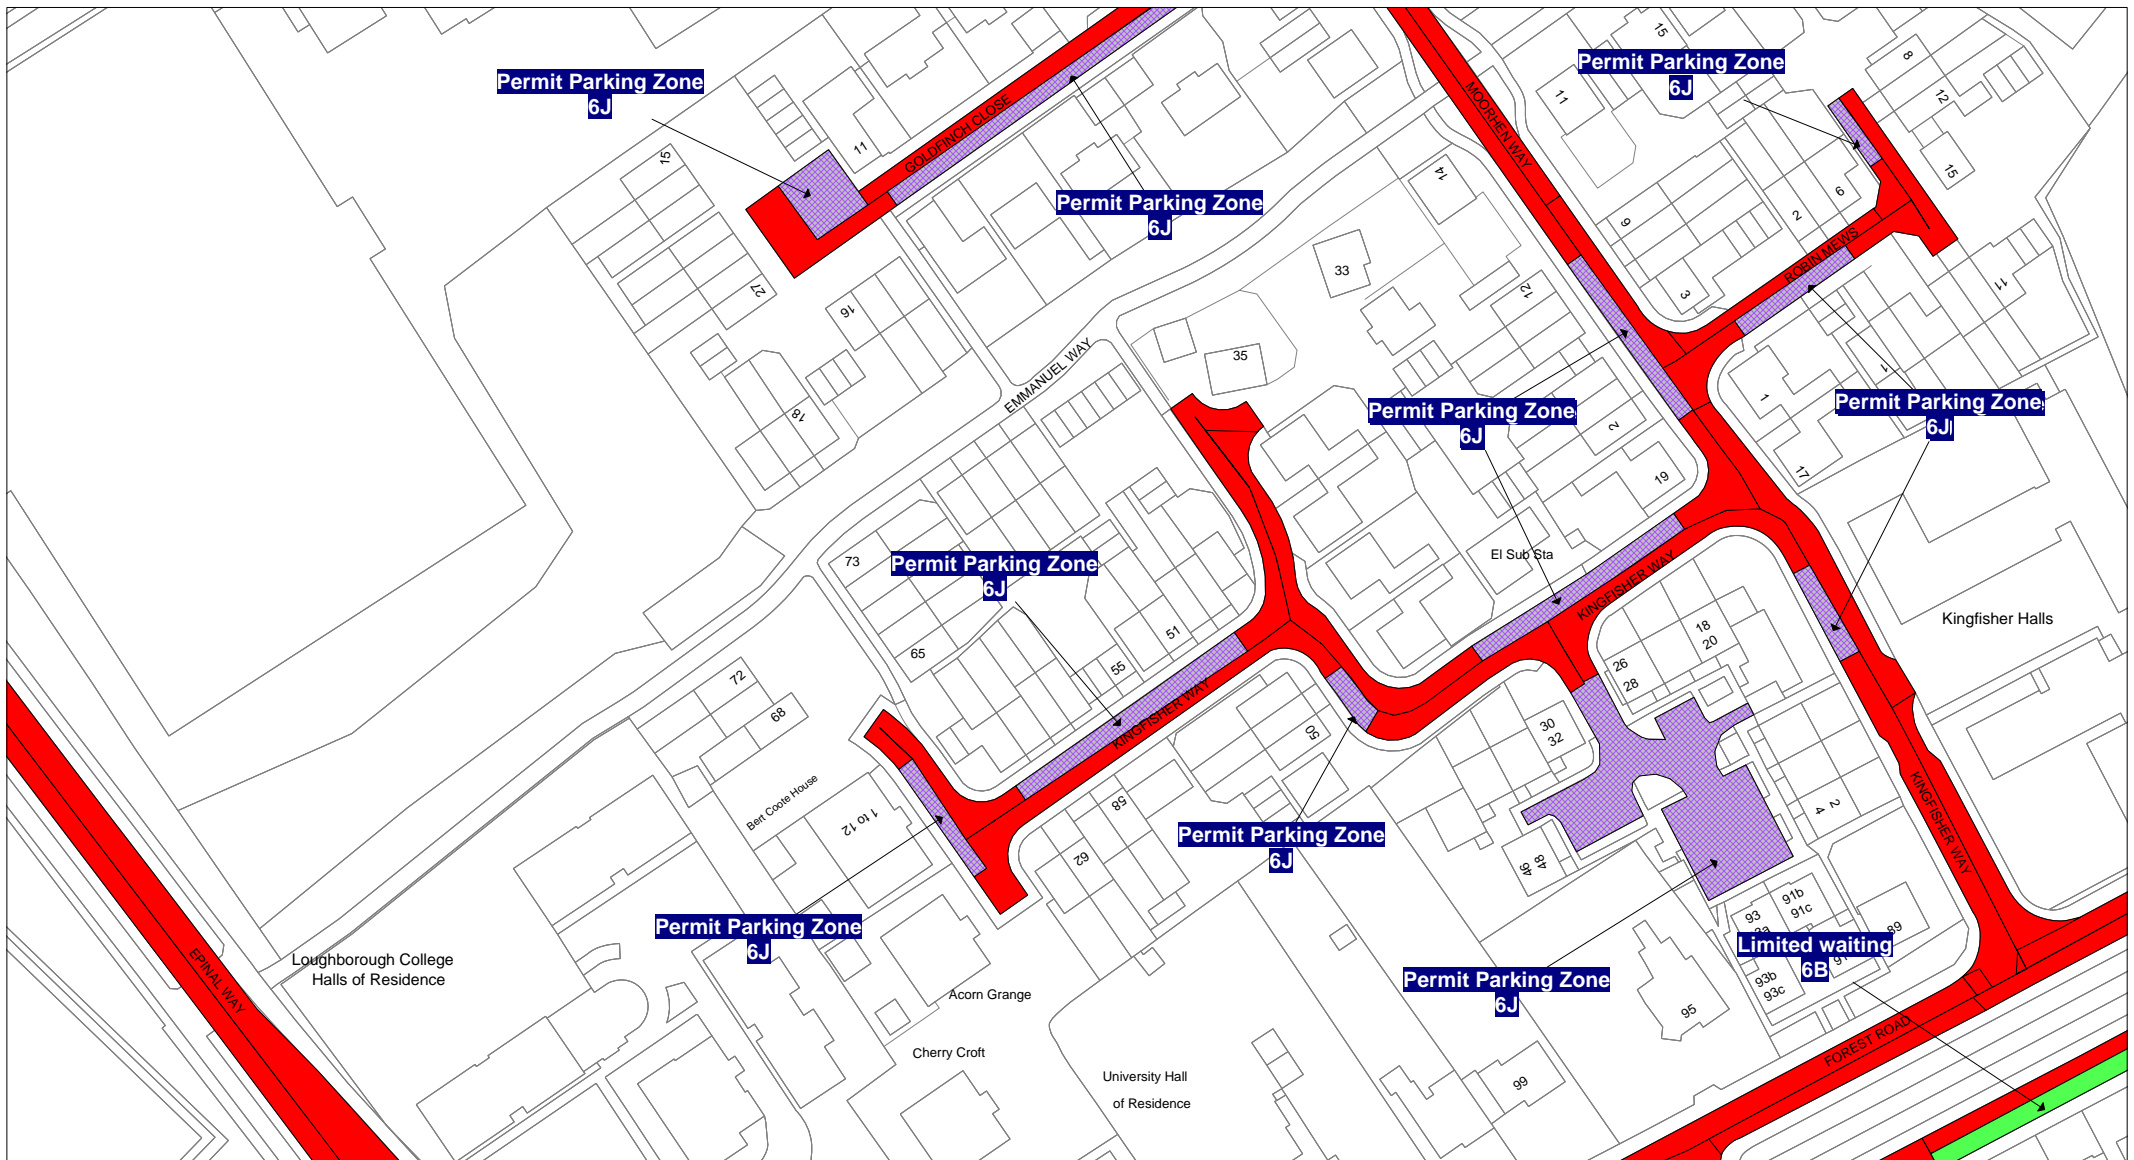 15
8
Permit Parking Zone
6J
Permit Parking Zone
6J
12
11
GOLDFINCH CLOSE
MOORHEN WAY
11
15
14
15
6
Permit Parking Zone
6J
2
9
ROBIN MEWS
33
27
16
12
3
11
35
EMMANUEL WAY
7
1
Permit Parking Zone
6J
Permit Parking Zone
6J
18
2
17
19
73
Permit Parking Zone
6J
El Sub Sta
KINGFISHER WAY
Kingfisher Halls
18
20
51
65
55
26
28
72
68
KINGFISHER WAY
50
30
32
Bert Coote House
1 to 12
58
62
2
4
KINGFISHER WAY
Permit Parking Zone
6J
46
48
Permit Parking Zone
6J
91b
91c
93
89
Limited waiting
6B
EPINAL WAY
Loughborough College
Halls of Residence
Permit Parking Zone
6J
93b
93c
Acorn Grange
95
FOREST ROAD
Cherry Croft
University Hall
of Residence
99